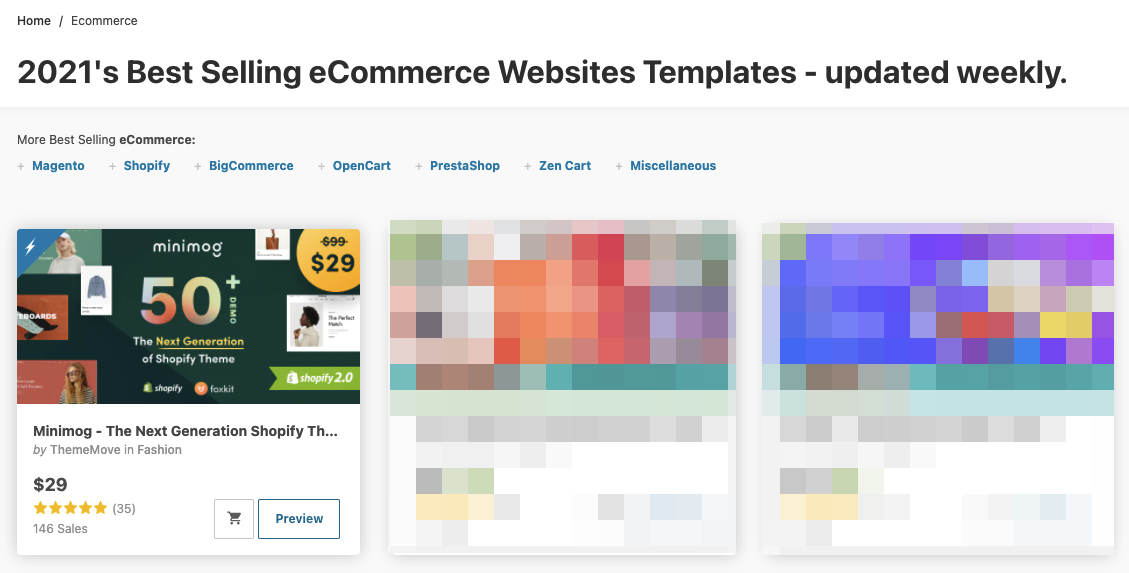 Home / Ecommerce
2021's Best Selling eCommerce Websites Templates - updated weekly.
More Best Selling eCommerce:
+ Magento + Shopify + BigCommerce + OpenCart + PrestaShop + Zen Cart + Miscellaneous
minimog
$99
$29
50+
DEMO
EBOARDS
The Perfect
Match
The Next Generation
of Shopify Theme
shopify foxkit
shopify 2.0
Minimog - The Next Generation Shopify Th...
by ThemeMove in Fashion
$29
(35)
146 Sales
Preview